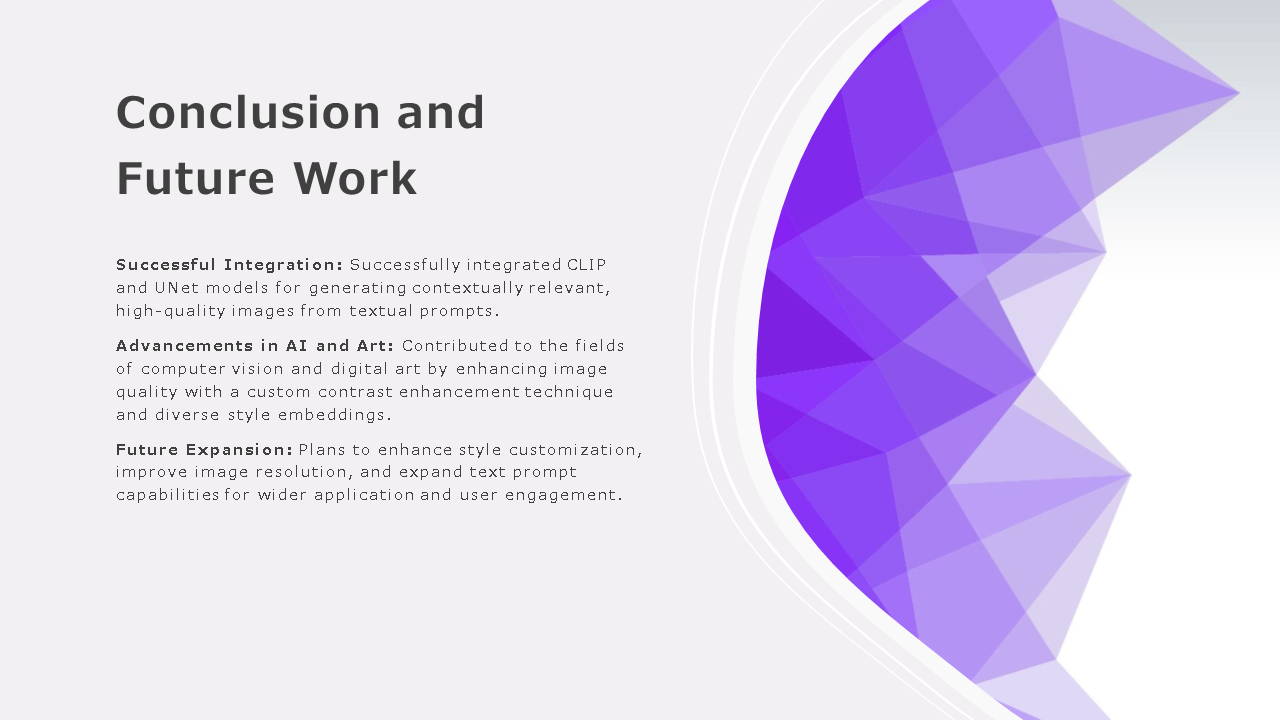 Conclusion and
Future Work
Successful Integration: Successfully integrated CLIP
and UNet models for generating contextually relevant,
high-quality images from textual prompts.
Advancements in AI and Art: Contributed to the fields
of computer vision and digital art by enhancing image
quality with a custom contrast enhancement technique
and diverse style embeddings.
Future Expansion: Plans to enhance style customization,
improve image resolution, and expand text prompt
capabilities for wider application and user engagement.